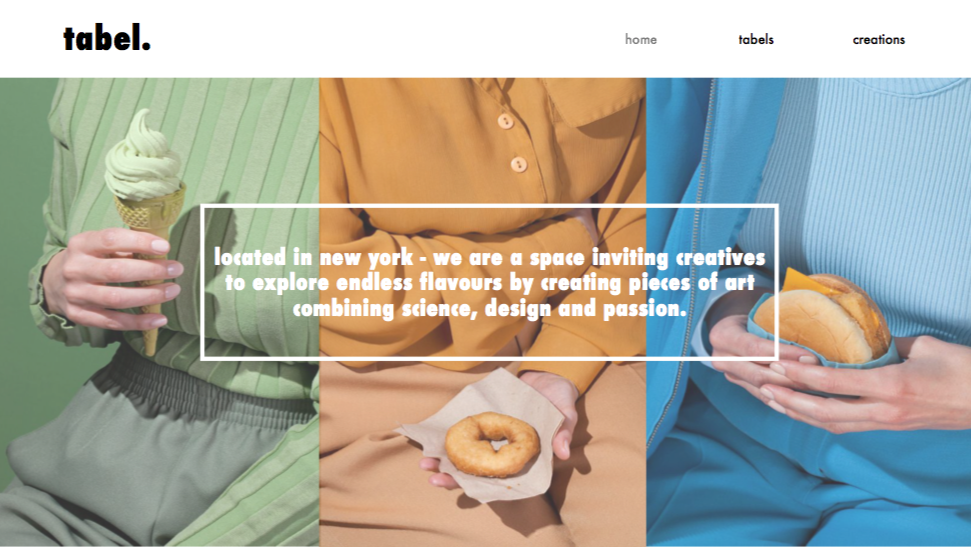 tabel.
home
tabels
creations
located in new york - we are a space inviting creatives
to explore endless flavours by creating pieces of art
combining science, design and passion.